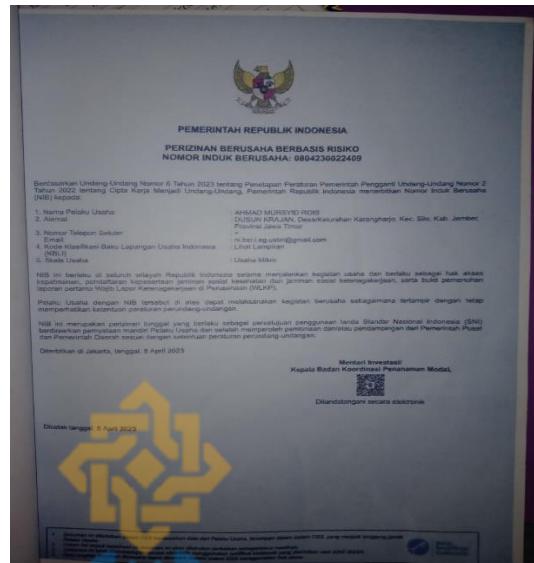 PEMERINTAH REPUBLIK INDONESIA
PERIZINAN BERUSAHA BERBASIS RISIKO
NOMOR INDUK BERUSAHA: 0804230022409
Berdasarkan Undang-Undang Nomor 6 Tahun 2023 tentang Penetapan Peraturan Pemerintah Pengganti Undang-Undang Nomor 2
Tahun 2022 tentang Cipta Kerja Menjadi Undang-Undang, Pemerintah Republik Indonesia menerbitkan Nomor Induk Berusaha
(NIB) kepada:
1. Nama Pelaku Usaha : AHMAD MURSYID ROIS
2. Alamat : DUSUN KRAJAN, Desa/Kelurahan Karangharjo, Kec. Silo, Kab. Jember,
Provinsi Jawa Timur
3. Nomor Telepon Seluler : -
Email :
4. Kode Klasifikasi Baku Lapangan Usaha Indonesia : Lihat Lampiran
(KBLI)
5. Skala Usaha : Usaha Mikro
NIB ini berlaku di seluruh wilayah Republik Indonesia selama menjalankan kegiatan usaha dan berlaku sebagai hak akses
kepabeanan, pendaftaran kepesertaan jaminan sosial kesehatan dan jaminan sosial ketenagakerjaan, serta bukti pemenuhan
laporan pertama Wajib Lapor Ketenagakerjaan di Perusahaan (WLKP).
Pelaku Usaha dengan NIB tersebut di atas dapat melaksanakan kegiatan berusaha sebagaimana terlampir dengan tetap
memperhatikan ketentuan peraturan perundang-undangan.
NIB ini merupakan perizinan tunggal yang berlaku sebagai persetujuan penggunaan tanda Standar Nasional Indonesia (SNI)
berdasarkan pernyataan mandiri Pelaku Usaha dan setelah memperoleh pembinaan dan/atau pendampingan dari Pemerintah Pusat
dan Pemerintah Daerah sesuai dengan ketentuan peraturan perundang-undangan.
Diterbitkan di Jakarta, tanggal: 8 April 2023
Menteri Investasi/
Kepala Badan Koordinasi Penanaman Modal,
Ditandatangani secara elektronik
Dicetak tanggal: 8 April 2023